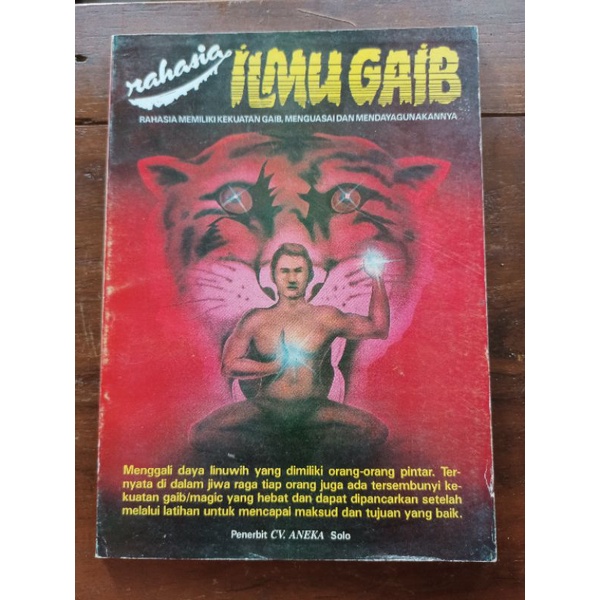 rahasia
ILMU GAIB
RAHASIA MEMILIKI KEKUATAN GAIB, MENGUASAI DAN MENDAYAGUNAKANNYA
Menggali daya linuwih yang dimiliki orang-orang pintar. Ter-
nyata di dalam jiwa raga tiap orang juga ada tersembunyi ke-
kuatan gaib/magic yang hebat dan dapat dipancarkan setelah
melalui latihan untuk mencapai maksud dan tujuan yang baik.
Penerbit CV. ANEKA Solo